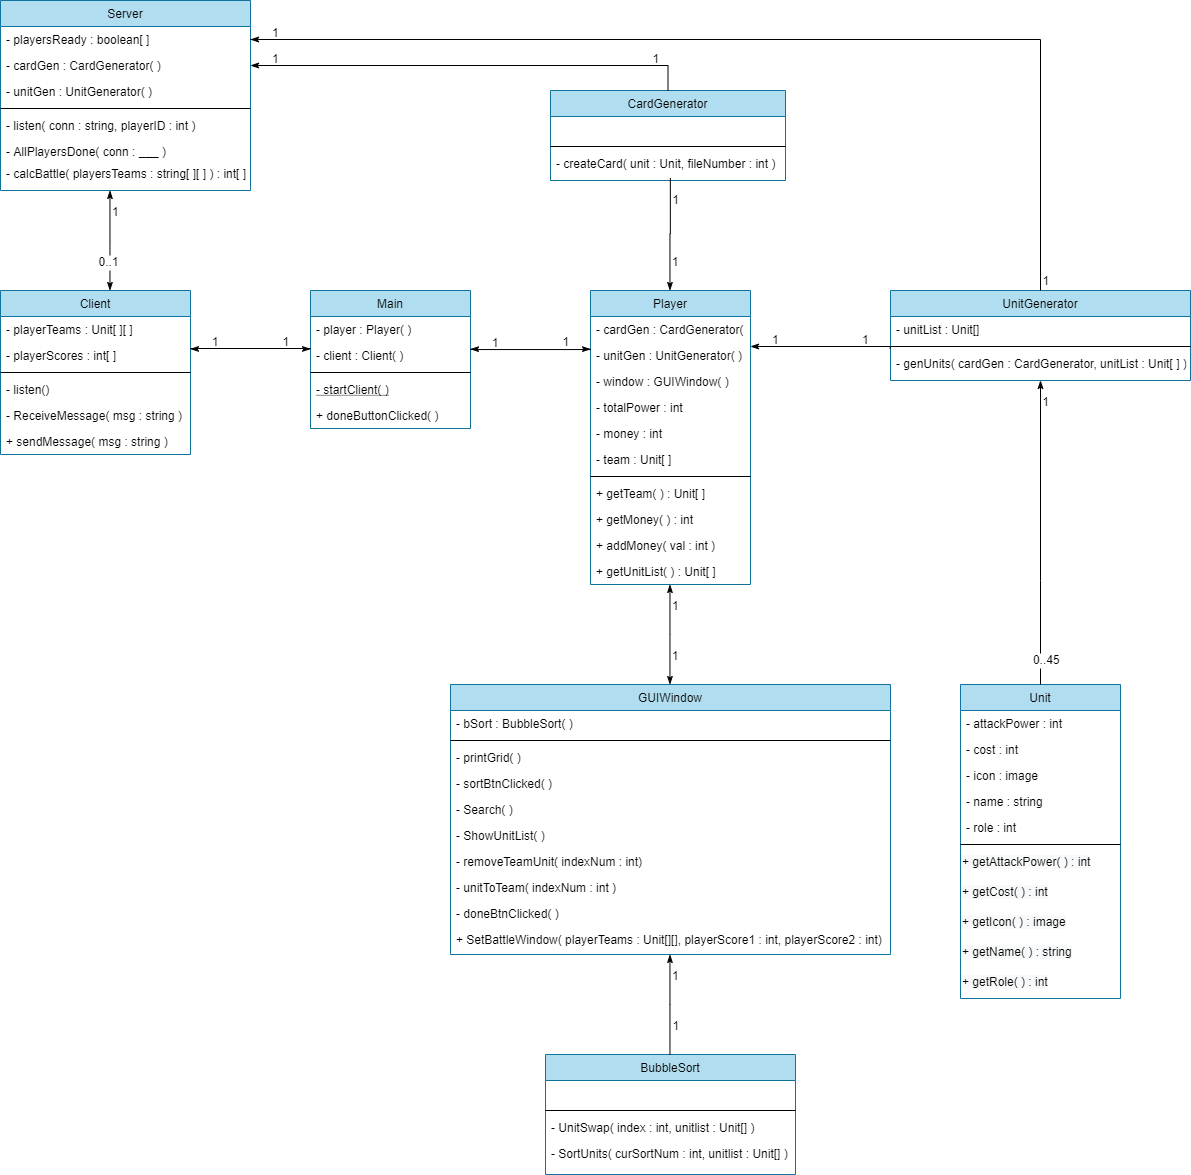 Server
- playersReady : boolean[ ]
- cardGen : CardGenerator( )
- unitGen : UnitGenerator( )
- listen( conn : string, playerID : int )
- AllPlayersDone( conn : ___ )
- calcBattle( playersTeams : string[ ][ ] ) : int[ ]
1
1
1
CardGenerator
- createCard( unit : Unit, fileNumber : int )
1
0..1
1
1
1
Client
- playerTeams : Unit[ ][ ]
- playerScores : int[ ]
- listen()
- ReceiveMessage( msg : string )
+ sendMessage( msg : string )
1
1
Main
- player : Player( )
- client : Client( )
- startClient( )
+ doneButtonClicked( )
1
1
Player
- cardGen : CardGenerator(
- unitGen : UnitGenerator( )
- window : GUIWindow( )
- totalPower : int
- money : int
- team : Unit[ ]
+ getTeam( ) : Unit[ ]
+ getMoney( ) : int
+ addMoney( val : int )
+ getUnitList( ) : Unit[ ]
1
1
UnitGenerator
- unitList : Unit[]
- genUnits( cardGen : CardGenerator, unitList : Unit[ ] )
1
0..45
1
1
GUIWindow
- bSort : BubbleSort( )
- printGrid( )
- sortBtnClicked( )
- Search( )
- ShowUnitList( )
- removeTeamUnit( indexNum : int)
- unitToTeam( indexNum : int )
- doneBtnClicked( )
+ SetBattleWindow( playerTeams : Unit[][], playerScore1 : int, playerScore2 : int)
Unit
- attackPower : int
- cost : int
- icon : image
- name : string
- role : int
+ getAttackPower( ) : int
+ getCost( ) : int
+ getIcon( ) : image
+ getName( ) : string
+ getRole( ) : int
1
1
BubbleSort
- UnitSwap( index : int, unitlist : Unit[] )
- SortUnits( curSortNum : int, unitlist : Unit[] )